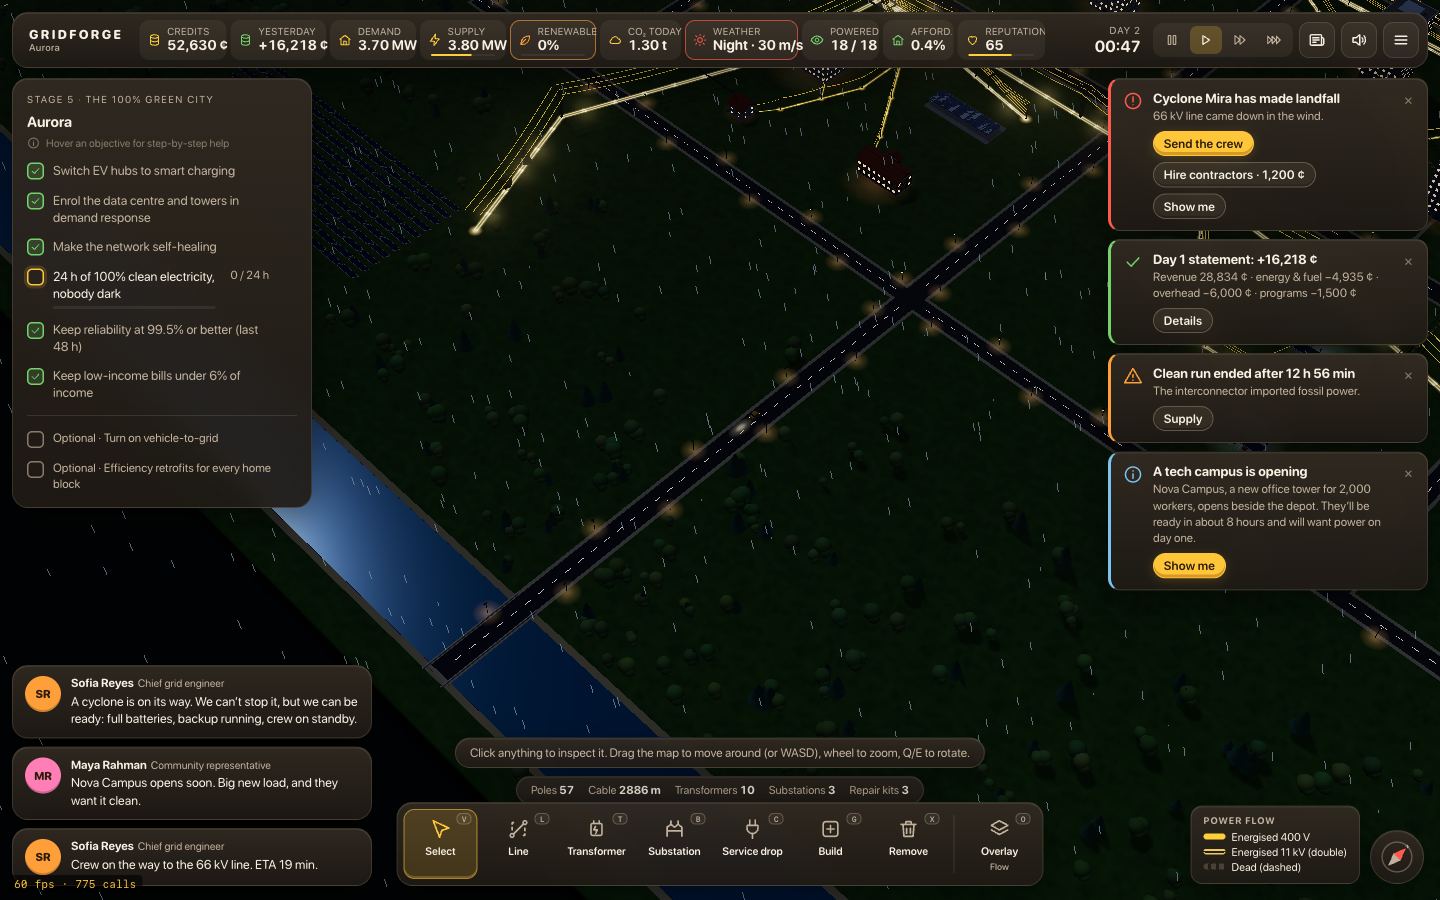 GRIDFORGE
Aurora
CREDITS
52,630 ¢
YESTERDAY
+16,218 ¢
DEMAND
3.70 MW
SUPPLY
3.80 MW
RENEWABLE
0%
CO₂ TODAY
1.30 t
WEATHER
Night · 30 m/s
POWERED
18 / 18
AFFORD.
0.4%
REPUTATION
65
DAY 2
00:47
STAGE 5 · THE 100% GREEN CITY
Aurora
Hover an objective for step-by-step help
Switch EV hubs to smart charging
Enrol the data centre and towers in
demand response
Make the network self-healing
24 h of 100% clean electricity,
nobody dark
0 / 24 h
Keep reliability at 99.5% or better (last
48 h)
Keep low-income bills under 6% of
income
Optional · Turn on vehicle-to-grid
Optional · Efficiency retrofits for every home
block
Cyclone Mira has made landfall
66 kV line came down in the wind.
Send the crew
Hire contractors · 1,200 ¢
Show me
Day 1 statement: +16,218 ¢
Revenue 28,834 ¢ · energy & fuel −4,935 ¢ ·
overhead −6,000 ¢ · programs −1,500 ¢
Details
Clean run ended after 12 h 56 min
The interconnector imported fossil power.
Supply
A tech campus is opening
Nova Campus, a new office tower for 2,000
workers, opens beside the depot. They'll be
ready in about 8 hours and will want power on
day one.
Show me
SR
Sofia Reyes Chief grid engineer
A cyclone is on its way. We can't stop it, but we can be
ready: full batteries, backup running, crew on standby.
MR
Maya Rahman Community representative
Nova Campus opens soon. Big new load, and they
want it clean.
SR
Sofia Reyes Chief grid engineer
Crew on the way to the 66 kV line. ETA 19 min.
60 fps · 775 calls
Click anything to inspect it. Drag the map to move around (or WASD), wheel to zoom, Q/E to rotate.
Poles 57 Cable 2886 m Transformers 10 Substations 3 Repair kits 3
V
Select
L
Line
T
Transformer
B
Substation
C
Service drop
G
Build
X
Remove
O
Overlay
Flow
POWER FLOW
Energised 400 V
Energised 11 kV (double)
Dead (dashed)